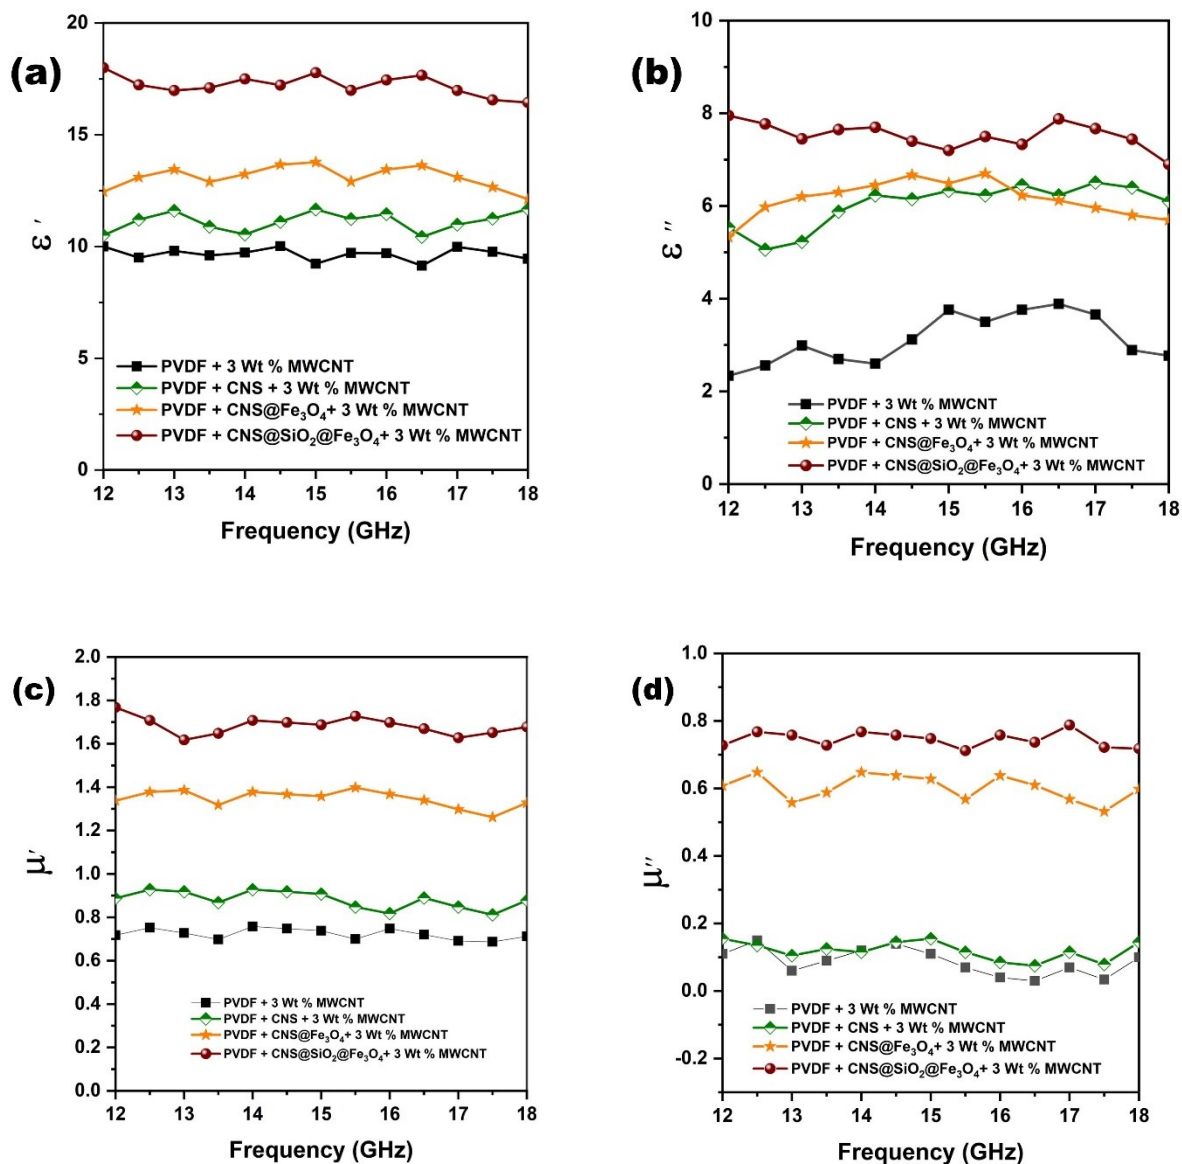 (a)
20
15
10
5
0
ε′
12 13 14 15 16 17 18
Frequency (GHz)
PVDF + 3 Wt % MWCNT
PVDF + CNS + 3 Wt % MWCNT
PVDF + CNS@Fe₃O₄+ 3 Wt % MWCNT
PVDF + CNS@SiO₂@Fe₃O₄+ 3 Wt % MWCNT
(b)
10
8
6
4
2
0
ε″
12 13 14 15 16 17 18
Frequency (GHz)
PVDF + 3 Wt % MWCNT
PVDF + CNS + 3 Wt % MWCNT
PVDF + CNS@Fe₃O₄+ 3 Wt % MWCNT
PVDF + CNS@SiO₂@Fe₃O₄+ 3 Wt % MWCNT
(c)
2.0
1.8
1.6
1.4
1.2
1.0
0.8
0.6
0.4
0.2
0.0
μ′
12 13 14 15 16 17 18
Frequency (GHz)
PVDF + 3 Wt % MWCNT
PVDF + CNS + 3 Wt % MWCNT
PVDF + CNS@Fe₃O₄+ 3 Wt % MWCNT
PVDF + CNS@SiO₂@Fe₃O₄+ 3 Wt % MWCNT
(d)
1.0
0.8
0.6
0.4
0.2
0.0
-0.2
μ″
12 13 14 15 16 17 18
Frequency (GHz)
PVDF + 3 Wt % MWCNT
PVDF + CNS + 3 Wt % MWCNT
PVDF + CNS@Fe₃O₄+ 3 Wt % MWCNT
PVDF + CNS@SiO₂@Fe₃O₄+ 3 Wt % MWCNT